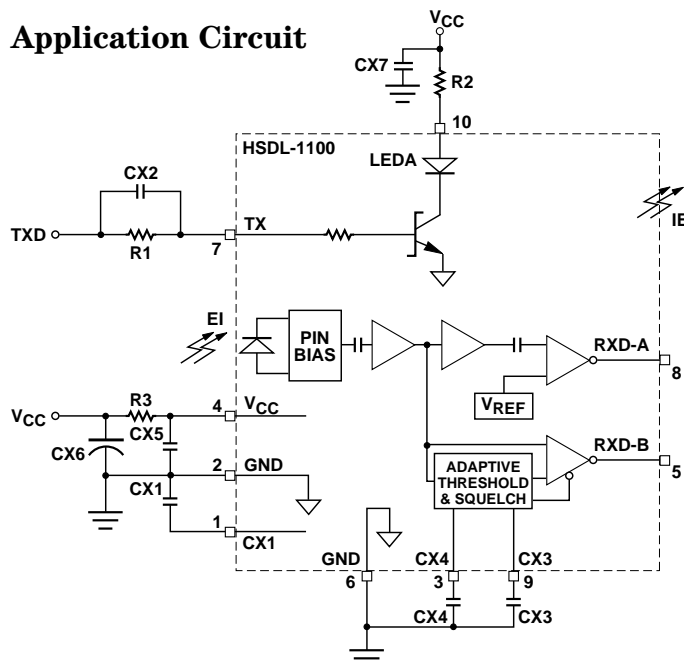 Application Circuit
VCC
CX7
R2
10
HSDL-1100
LEDA
CX2
TXD
R1
7
TX
IE
EI
PIN
BIAS
RXD-A
8
VREF
VCC
R3
4
VCC
CX5
CX6
2
GND
CX1
1
CX1
RXD-B
5
ADAPTIVE
THRESHOLD
& SQUELCH
GND
6
CX4
3
CX3
9
CX4
CX3